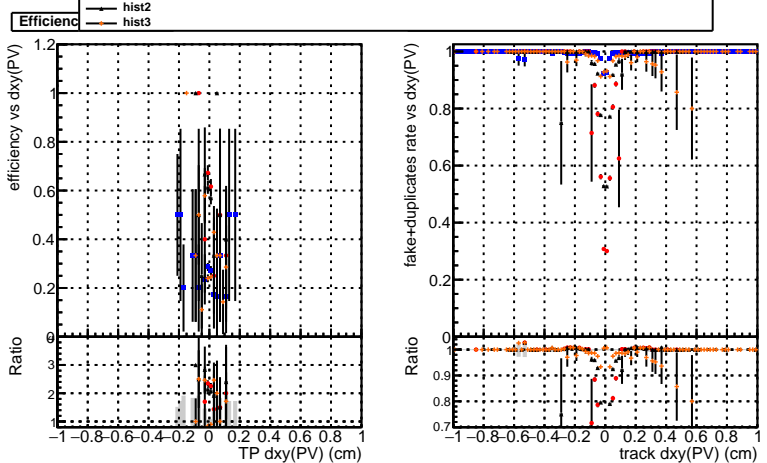 hist2
Efficienc
hist3
efficiency vs dxy(PV)
1.2
1
0.8
0.6
0.4
0.2
0
Ratio
4
3
2
1
−1 −0.8 −0.6 −0.4 −0.2 0 0.2 0.4 0.6 0.8 1
TP dxy(PV) (cm)
fake+duplicates rate vs dxy(PV)
1
0.8
0.6
0.4
0.2
0
Ratio
1
0.9
0.8
0.7
−1 −0.8 −0.6 −0.4 −0.2 0 0.2 0.4 0.6 0.8 1
track dxy(PV) (cm)